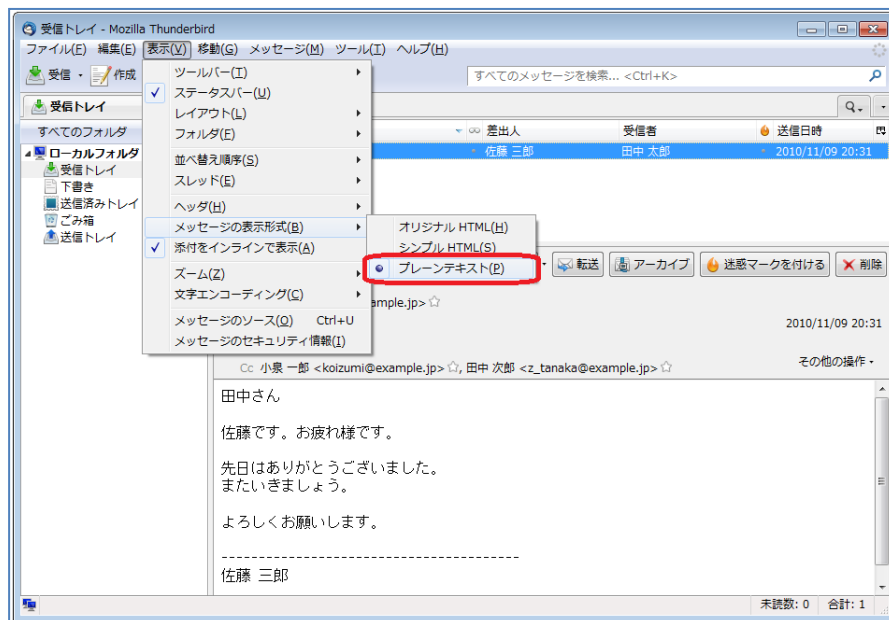 受信トレイ - Mozilla Thunderbird
ファイル(F) 編集(E) 表示(V) 移動(G) メッセージ(M) ツール(T) ヘルプ(H)
受信 作成
すべてのメッセージを検索... <Ctrl+K>
受信トレイ
すべてのフォルダ
ローカルフォルダ
受信トレイ
下書き
送信済みトレイ
ごみ箱
送信トレイ
ツールバー(T)
ステータスバー(U)
レイアウト(L)
フォルダ(F)
並べ替え順序(S)
スレッド(E)
ヘッダ(H)
メッセージの表示形式(B)
添付をインラインで表示(A)
ズーム(Z)
文字エンコーディング(C)
メッセージのソース(O) Ctrl+U
メッセージのセキュリティ情報(I)
オリジナル HTML(H)
シンプル HTML(S)
プレーンテキスト(P)
差出人 受信者 送信日時
佐藤 三郎 田中 太郎 2010/11/09 20:31
転送 アーカイブ 迷惑マークを付ける 削除
ample.jp>
2010/11/09 20:31
その他の操作
Cc 小泉 一郎 <koizumi@example.jp>, 田中 次郎 <z_tanaka@example.jp>
田中さん
佐藤です。お疲れ様です。
先日はありがとうございました。
またいきましょう。
よろしくお願いします。
---------------------------------------
佐藤 三郎
未読数: 0 合計: 1